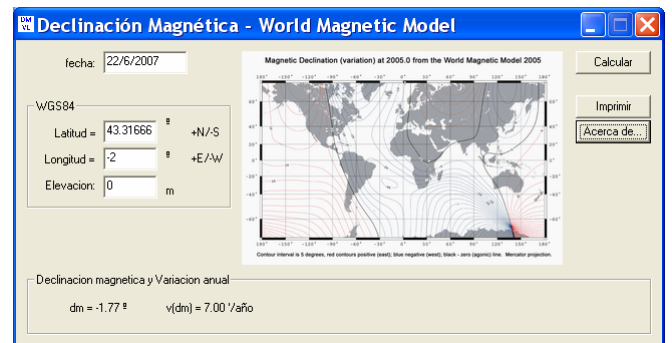 DM VL Declinación Magnética - World Magnetic Model
fecha: 22/6/2007
WGS84
Latitud = 43.31666 º +N/-S
Longitud = -2 º +E/-W
Elevacion: 0 m
Magnetic Declination (variation) at 2005.0 from the World Magnetic Model 2005
Contour interval is 5 degrees, red contours positive (east); blue negative (west); black - zero (agonic) line. Mercator projection.
Calcular
Imprimir
Acerca de...
Declinacion magnetica y Variacion anual
dm = -1.77 º v(dm) = 7.00 '/año